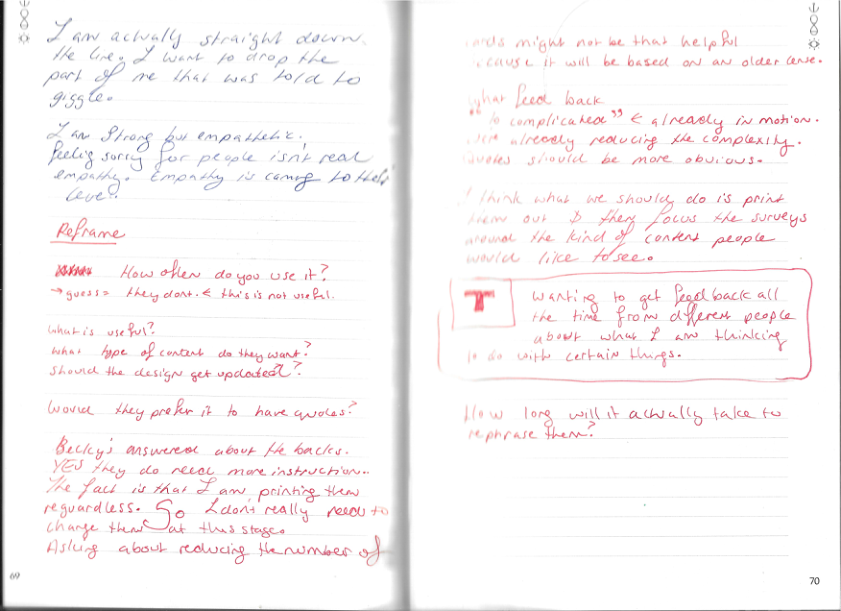 I am actually straight down
the line. I want to drop the
part of me that was told to
giggle.
I am Strong but empathetic.
feelig sorry for people isn't real
empathy. Empathy is to their
level.
Reframe
How often do you use it?
→guess = they dont. < this is not useful.
What is useful?
what type of content do they want?
Should the design get updated?
Would they prefer it to have quotes?
Becky's answered about the backs.
YES they do need more instruction.
The fact is that I am printing them
reguardless. So I don't really need to
change them at this stage.
Asking about reducing the number of
69
might not be that helpful
because it will be based on an older
what feed back
"to complicated" < already in motion.
already reducing the complexity.
Quotes should be more obvious.
I think what we should do is print
them out & then focus the surveys
around the kind of content people
would like to see.
T
Wanting to get feedback all
the time from different people
about what I am thinking
to do with certain things.
How long will it actually take to
rephrase them?
70